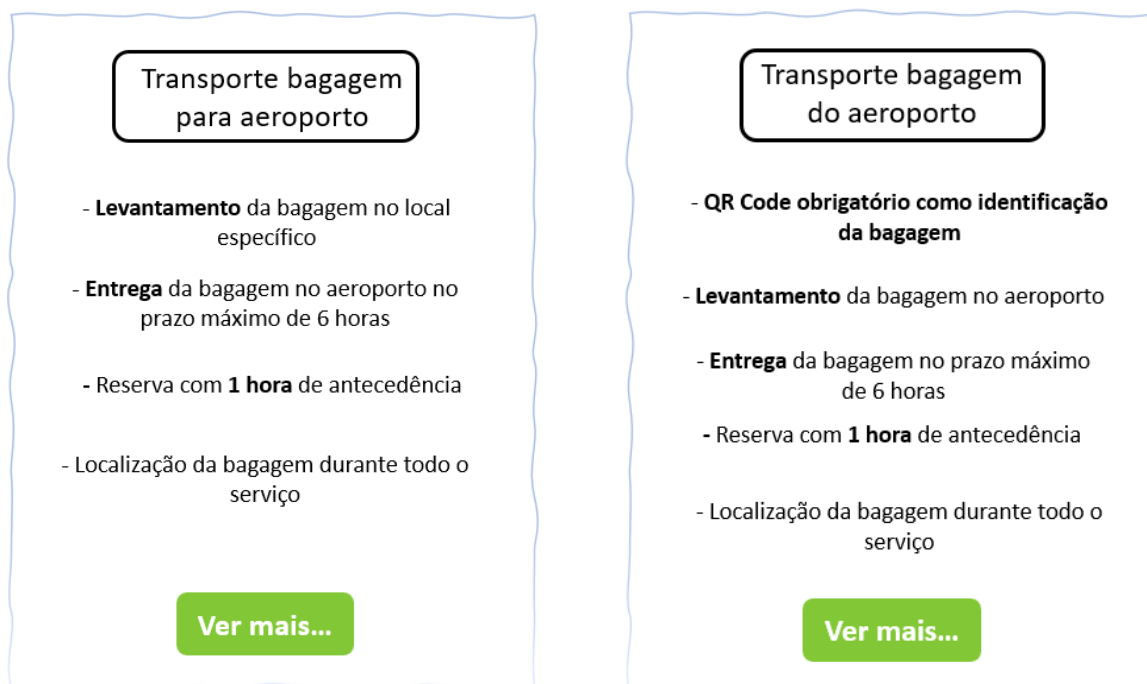 Transporte bagagem
para aeroporto
- Levantamento da bagagem no local
específico
- Entrega da bagagem no aeroporto no
prazo máximo de 6 horas
- Reserva com 1 hora de antecedência
- Localização da bagagem durante todo o
serviço
Ver mais...
Transporte bagagem
do aeroporto
- QR Code obrigatório como identificação
da bagagem
- Levantamento da bagagem no aeroporto
- Entrega da bagagem no prazo máximo
de 6 horas
- Reserva com 1 hora de antecedência
- Localização da bagagem durante todo o
serviço
Ver mais...